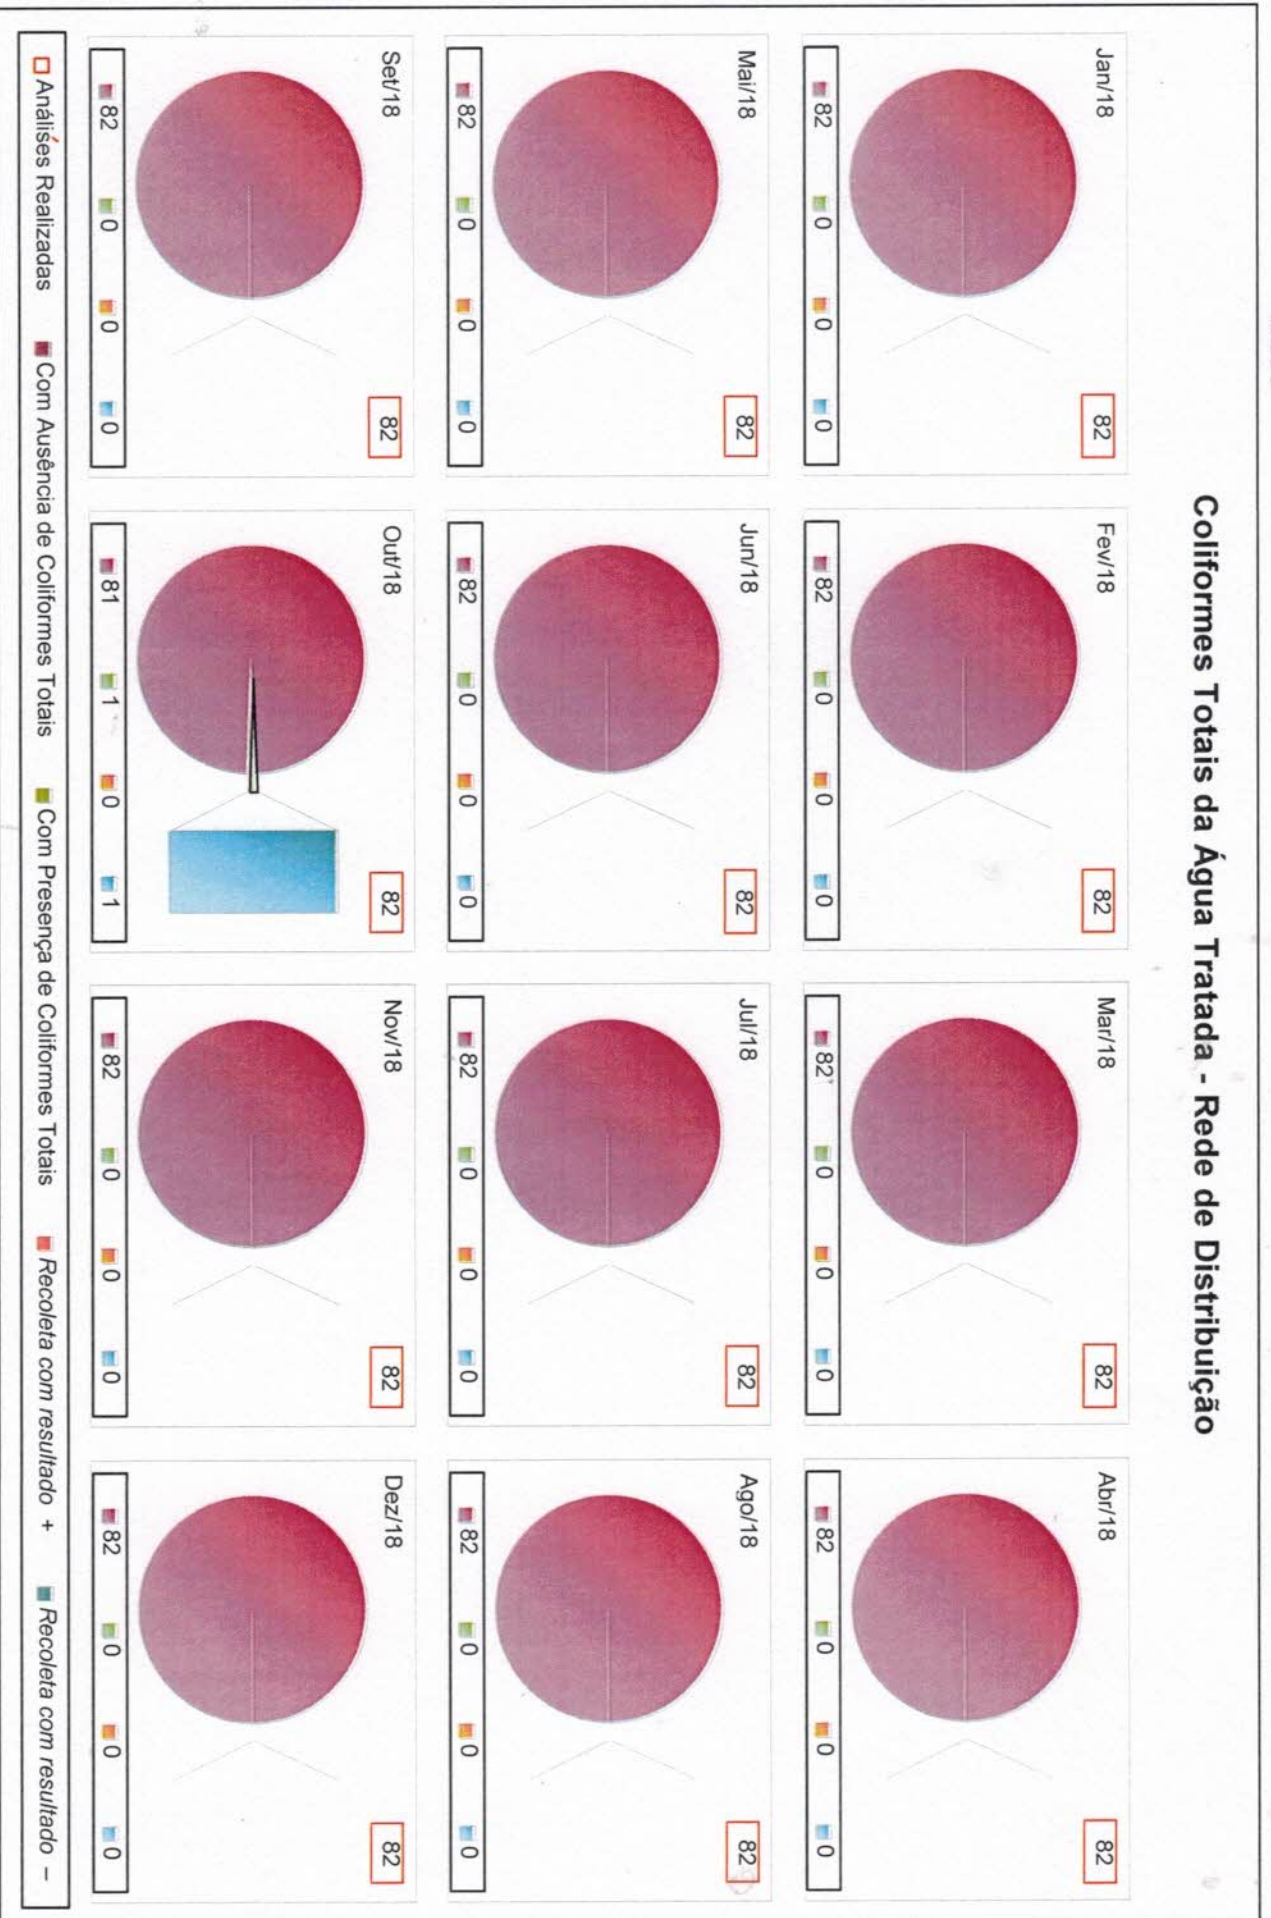 Coliformes Totais da Água Tratada - Rede de Distribuição
Jan/18
82
82 0 0 0
Fev/18
82
82 0 0 0
Mar/18
82
82 0 0 0
Abr/18
82
82 0 0 0
Mai/18
82
82 0 0 0
Jun/18
82
82 0 0 0
Jul/18
82
82 0 0 0
Ago/18
82
82 0 0 0
Set/18
82
82 0 0 0
Out/18
82
81 1 0 1
Nov/18
82
82 0 0 0
Dez/18
82
82 0 0 0
Análises Realizadas Com Ausência de Coliformes Totais Com Presença de Coliformes Totais Recoleta com resultado + Recoleta com resultado –